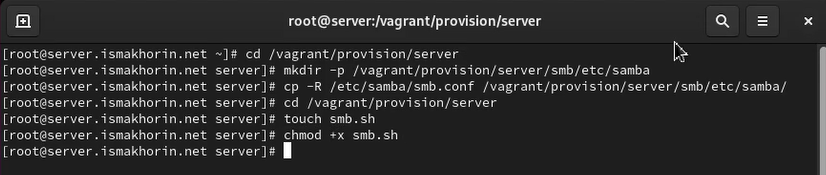 root@server:/vagrant/provision/server
[root@server.ismakhorin.net ~]# cd /vagrant/provision/server
[root@server.ismakhorin.net server]# mkdir -p /vagrant/provision/server/smb/etc/samba
[root@server.ismakhorin.net server]# cp -R /etc/samba/smb.conf /vagrant/provision/server/smb/etc/samba/
[root@server.ismakhorin.net server]# cd /vagrant/provision/server
[root@server.ismakhorin.net server]# touch smb.sh
[root@server.ismakhorin.net server]# chmod +x smb.sh
[root@server.ismakhorin.net server]#